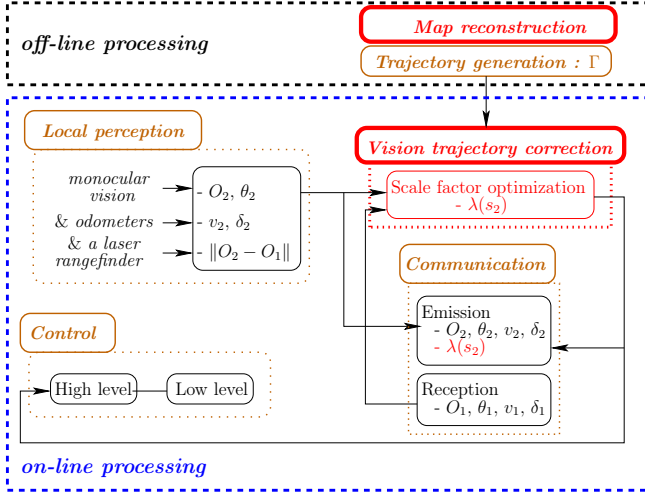 Map reconstruction
off-line processing
Trajectory generation : Γ
Local perception
Vision trajectory correction
monocular
vision
- O₂, θ₂
& odometers
- v₂, δ₂
& a laser
rangefinder
- ‖O₂ − O₁‖
Scale factor optimization
- λ(s₂)
Communication
Emission
- O₂, θ₂, v₂, δ₂
- λ(s₂)
Reception
- O₁, θ₁, v₁, δ₁
Control
High level
Low level
on-line processing